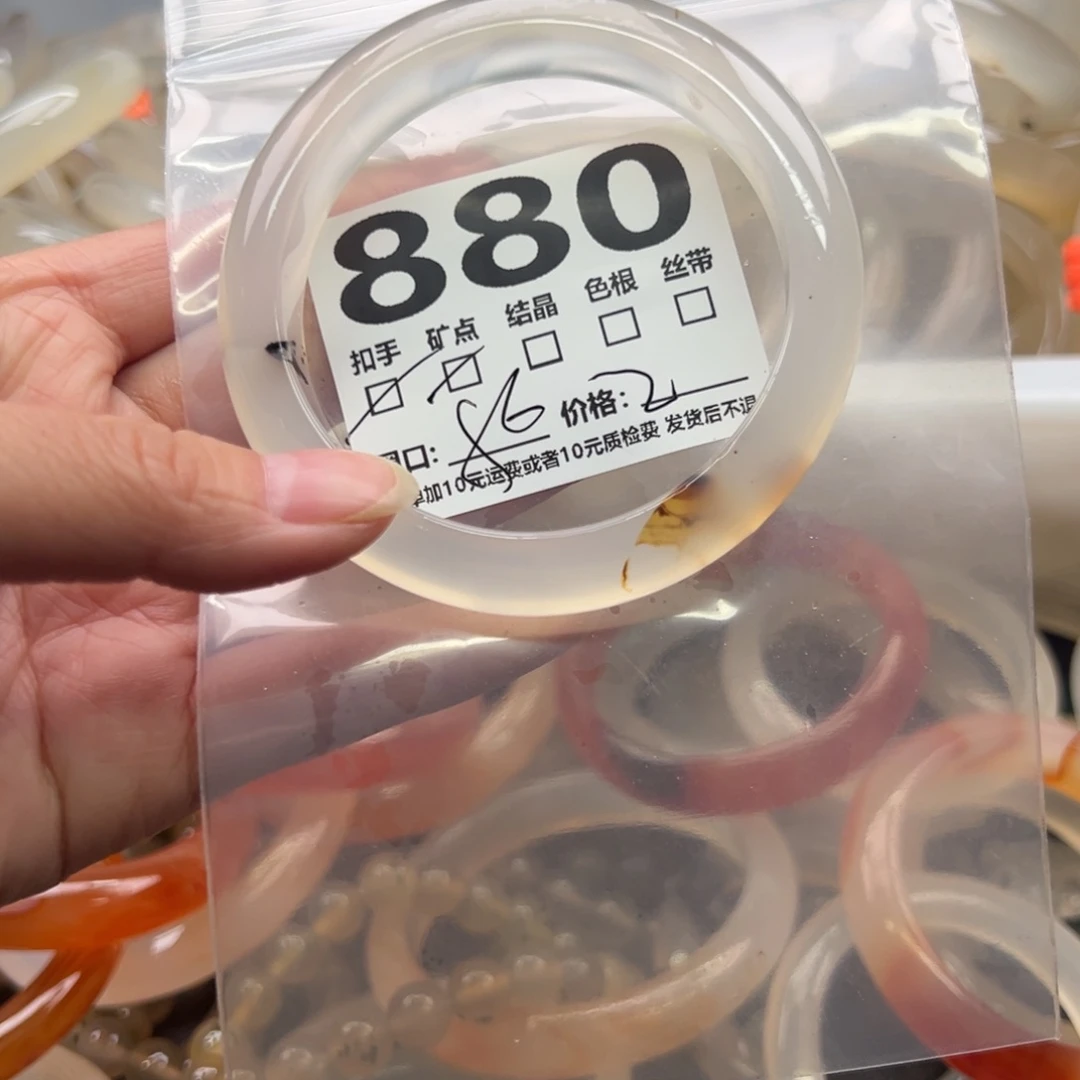 880
扣手 矿点 结晶 色根 丝带
口: 56 价格:
加10元运费或者10元质检费 发货后不退